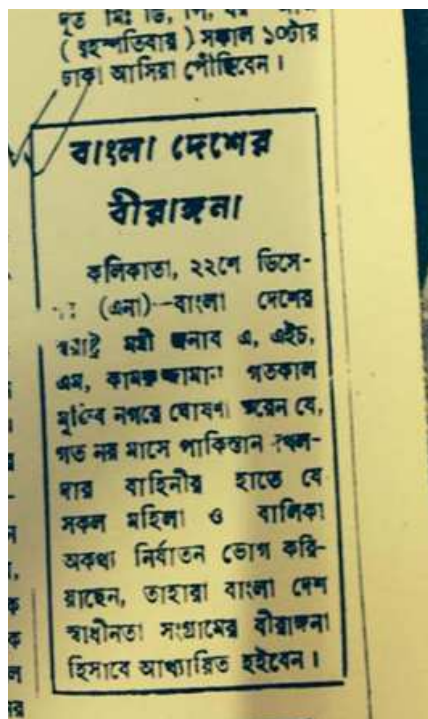 ( বৃহস্পতিবার ) সকাল ১০টায়
ঢাকা আসিয়া পৌঁছিবেন।
বাংলা দেশের
বীরাঙ্গনা
কলিকাতা, ২২শে ডিসে-
(এনা)—বাংলা দেশের
স্বরাষ্ট্র মন্ত্রী জনাব এ, এইচ,
এম, কামরুজ্জামান গতকাল
মুজিব নগরে ঘোষণা করেন যে,
গত নয় মাসে পাকিস্তান দখল-
দার বাহিনীর হাতে যে
সকল মহিলা ও বালিকা
অকথ্য নির্যাতন ভোগ করি-
য়াছেন, তাহারা বাংলা দেশ
স্বাধীনতা সংগ্রামের বীরাঙ্গনা
হিসাবে আখ্যায়িত হইবেন।